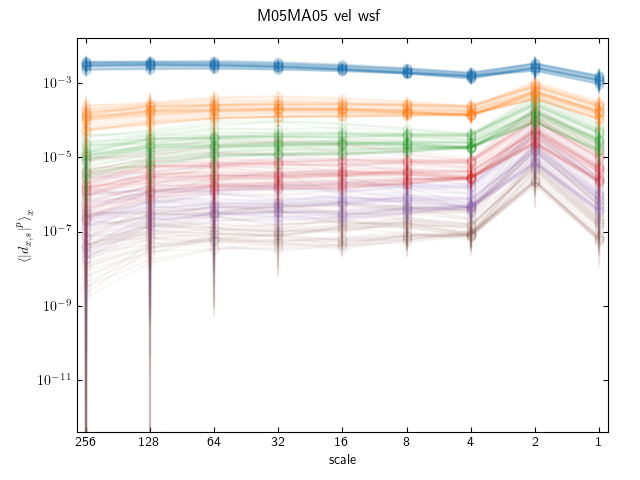 M05MA05 vel wsf
⟨|d_{x,s}|^p⟩_x
10^{-3}
10^{-5}
10^{-7}
10^{-9}
10^{-11}
256 128 64 32 16 8 4 2 1
scale